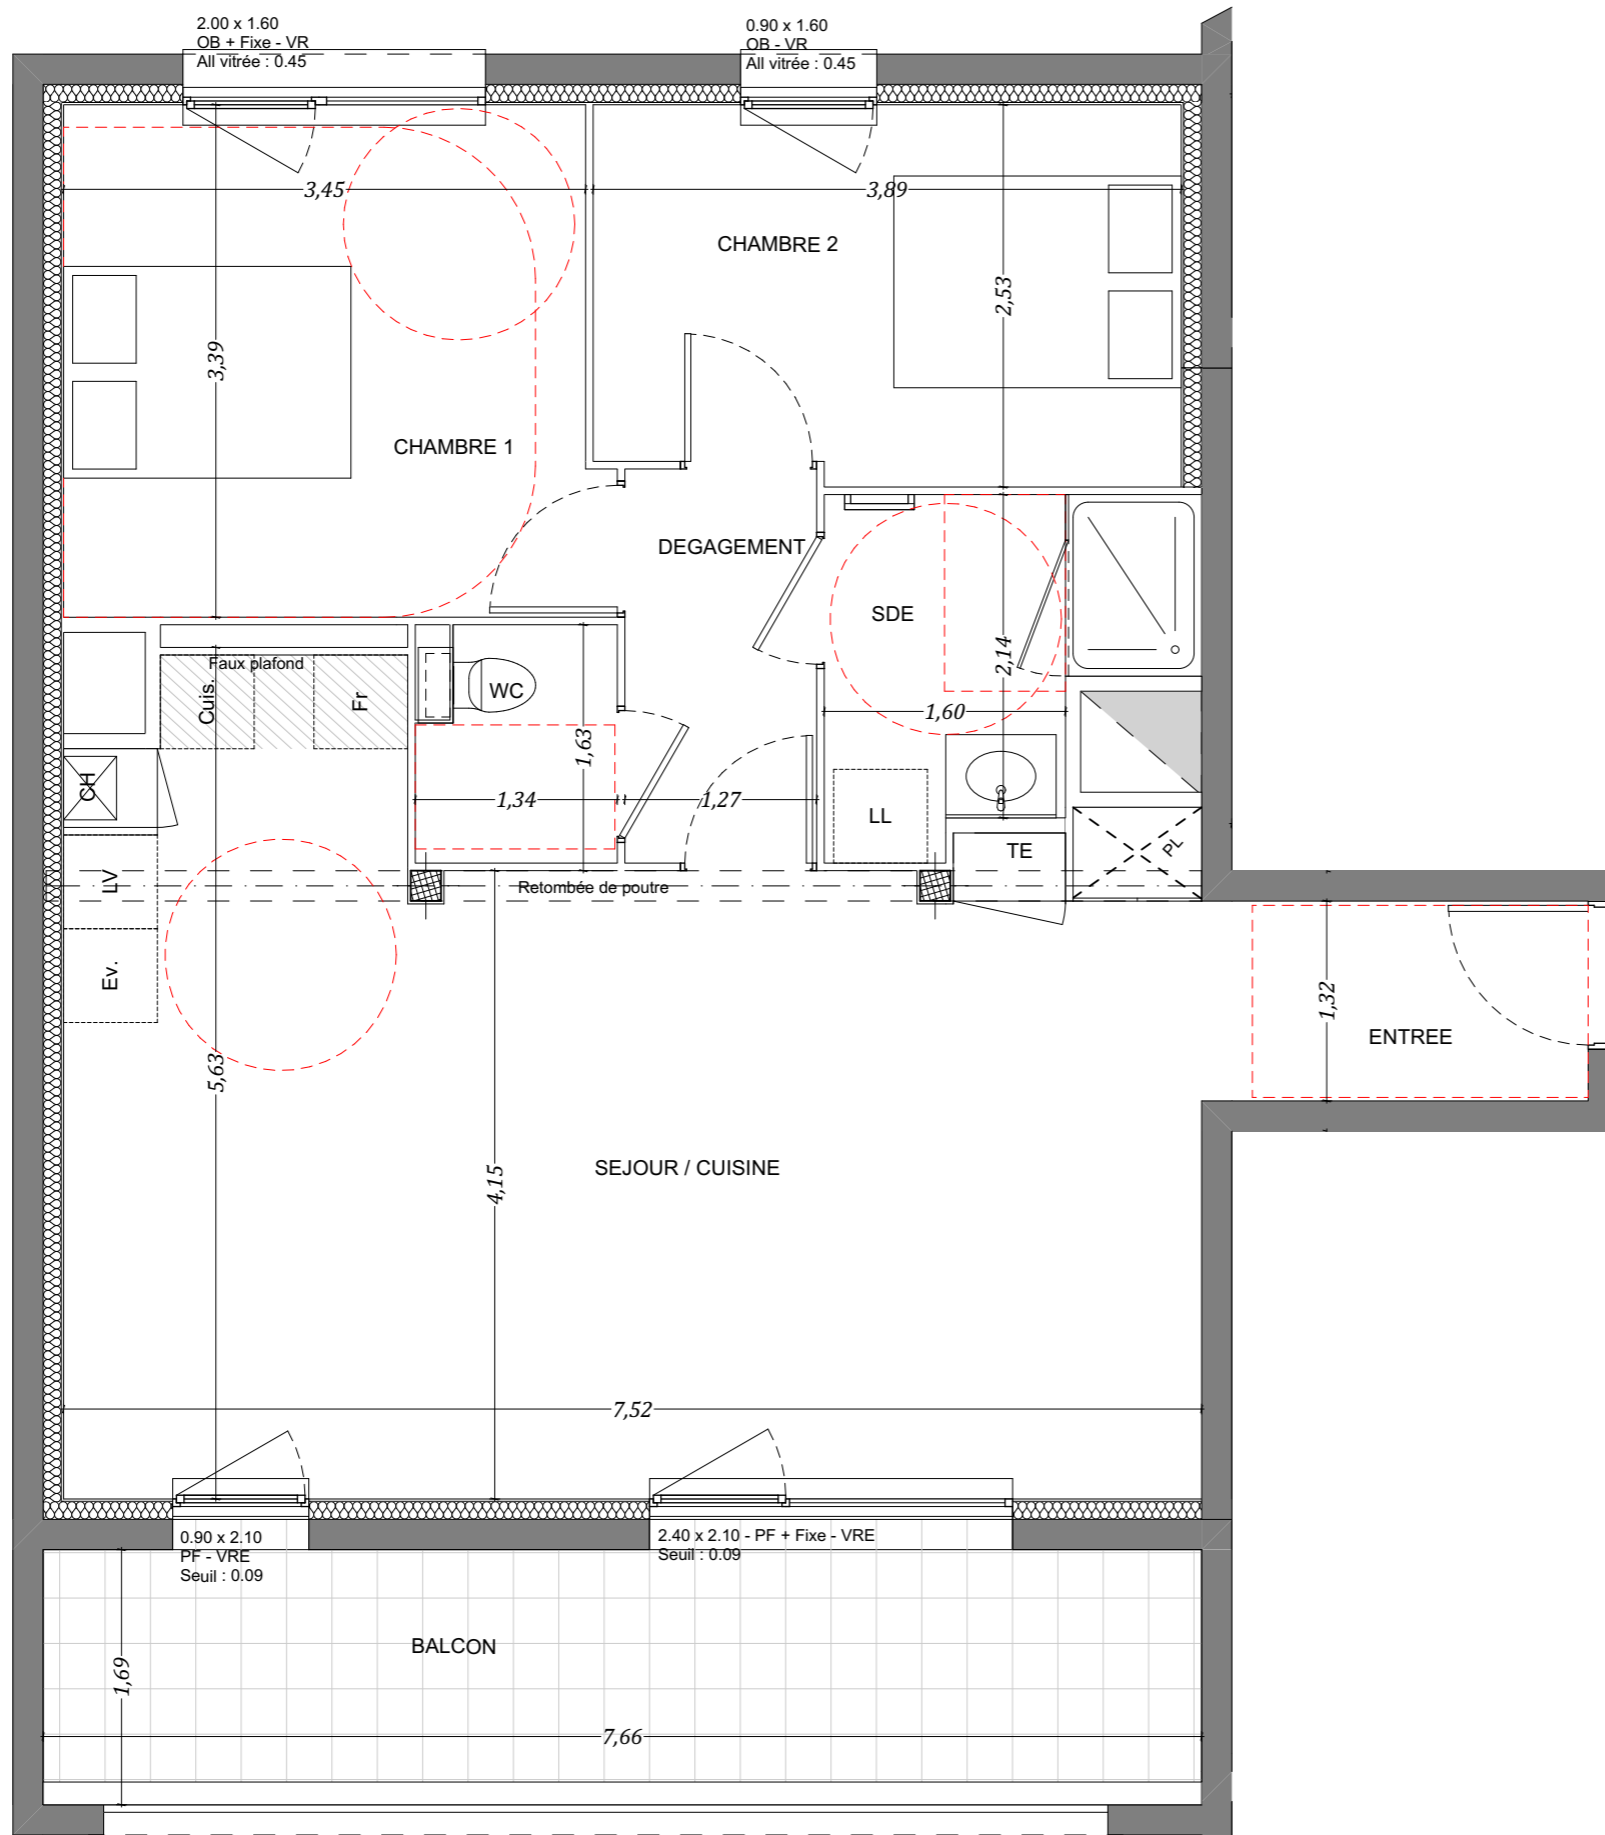 2.00 x 1.60
OB + Fixe - VR
All vitrée : 0.45
0.90 x 1.60
OB - VR
All vitrée : 0.45
3,45
3,89
CHAMBRE 2
2,53
3,39
CHAMBRE 1
DEGAGEMENT
SDE
2,14
Faux plafond
Cuis.
Fr
WC
1,60
1,63
CH
1,34
1,27
LL
TE
PL
LV
Retombée de poutre
Ev.
1,32
ENTREE
5,63
SEJOUR / CUISINE
4,15
7,52
0.90 x 2.10
PF - VRE
Seuil : 0.09
2.40 x 2.10 - PF + Fixe - VRE
Seuil : 0.09
BALCON
1,69
7,66